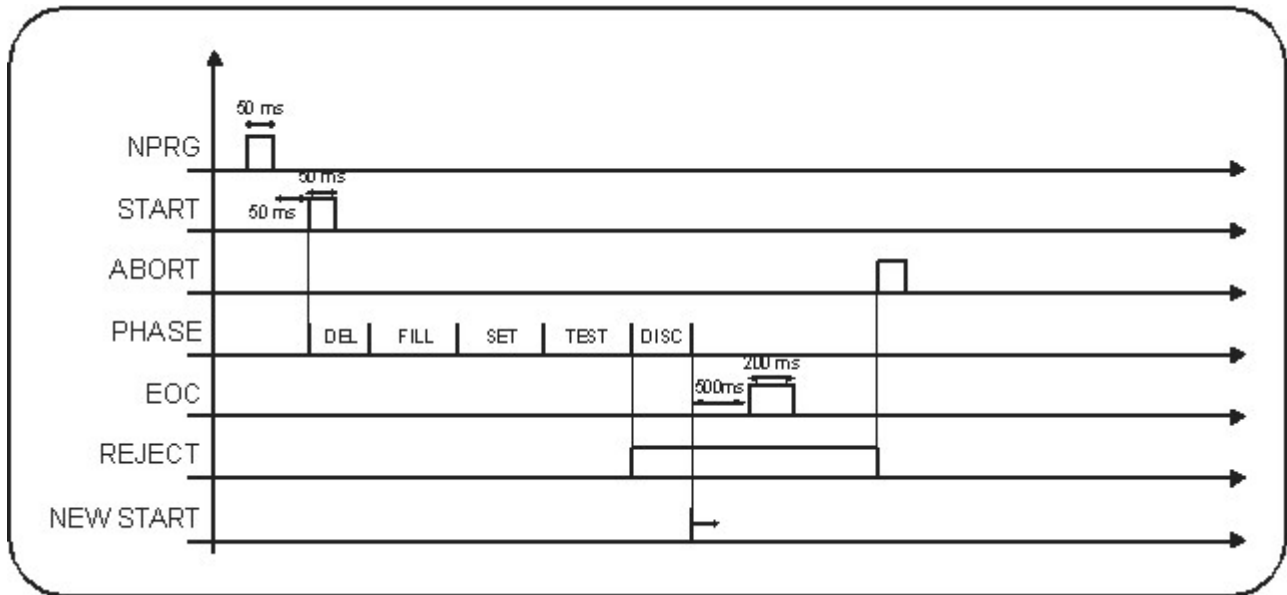 50 ms
NPRG
50 ms
START
50 ms
ABORT
PHASE
DEL
FILL
SET
TEST
DISC
200 ms
500ms
EOC
REJECT
NEW START